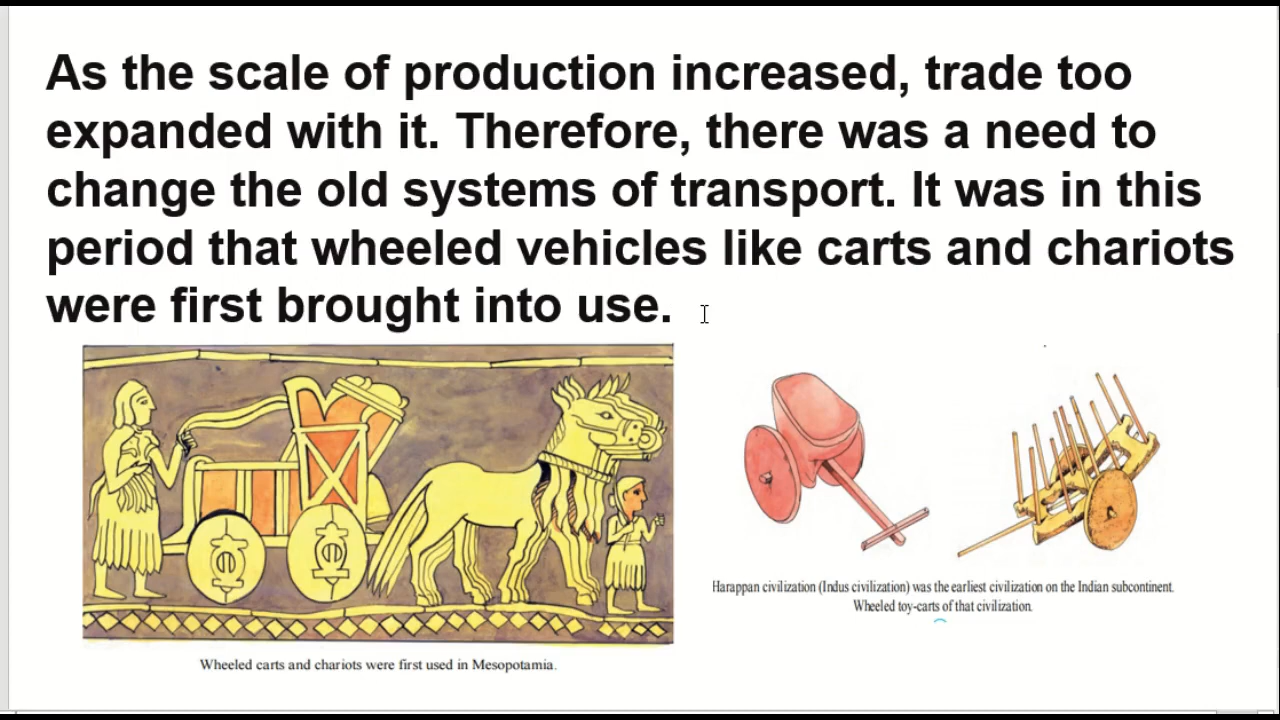 As the scale of production increased, trade too
expanded with it. Therefore, there was a need to
change the old systems of transport. It was in this
period that wheeled vehicles like carts and chariots
were first brought into use.
Wheeled carts and chariots were first used in Mesopotamia.
Harappan civilization (Indus civilization) was the earliest civilization on the Indian subcontinent.
Wheeled toy-carts of that civilization.